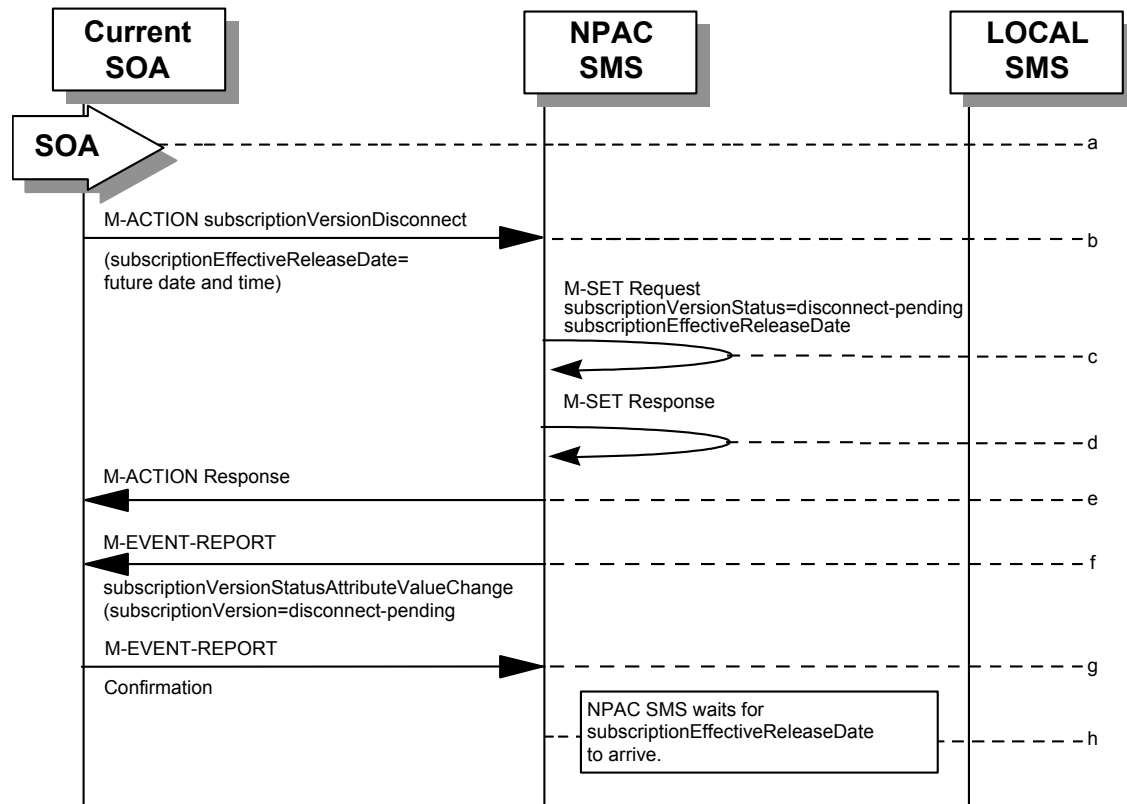 Current
SOA
NPAC
SMS
LOCAL
SMS
SOA
a
M-ACTION subscriptionVersionDisconnect
b
(subscriptionEffectiveReleaseDate=
future date and time)
M-SET Request
subscriptionVersionStatus=disconnect-pending
subscriptionEffectiveReleaseDate
c
M-SET Response
d
M-ACTION Response
e
M-EVENT-REPORT
f
subscriptionVersionStatusAttributeValueChange
(subscriptionVersion=disconnect-pending
M-EVENT-REPORT
g
Confirmation
NPAC SMS waits for
subscriptionEffectiveReleaseDate
to arrive.
h